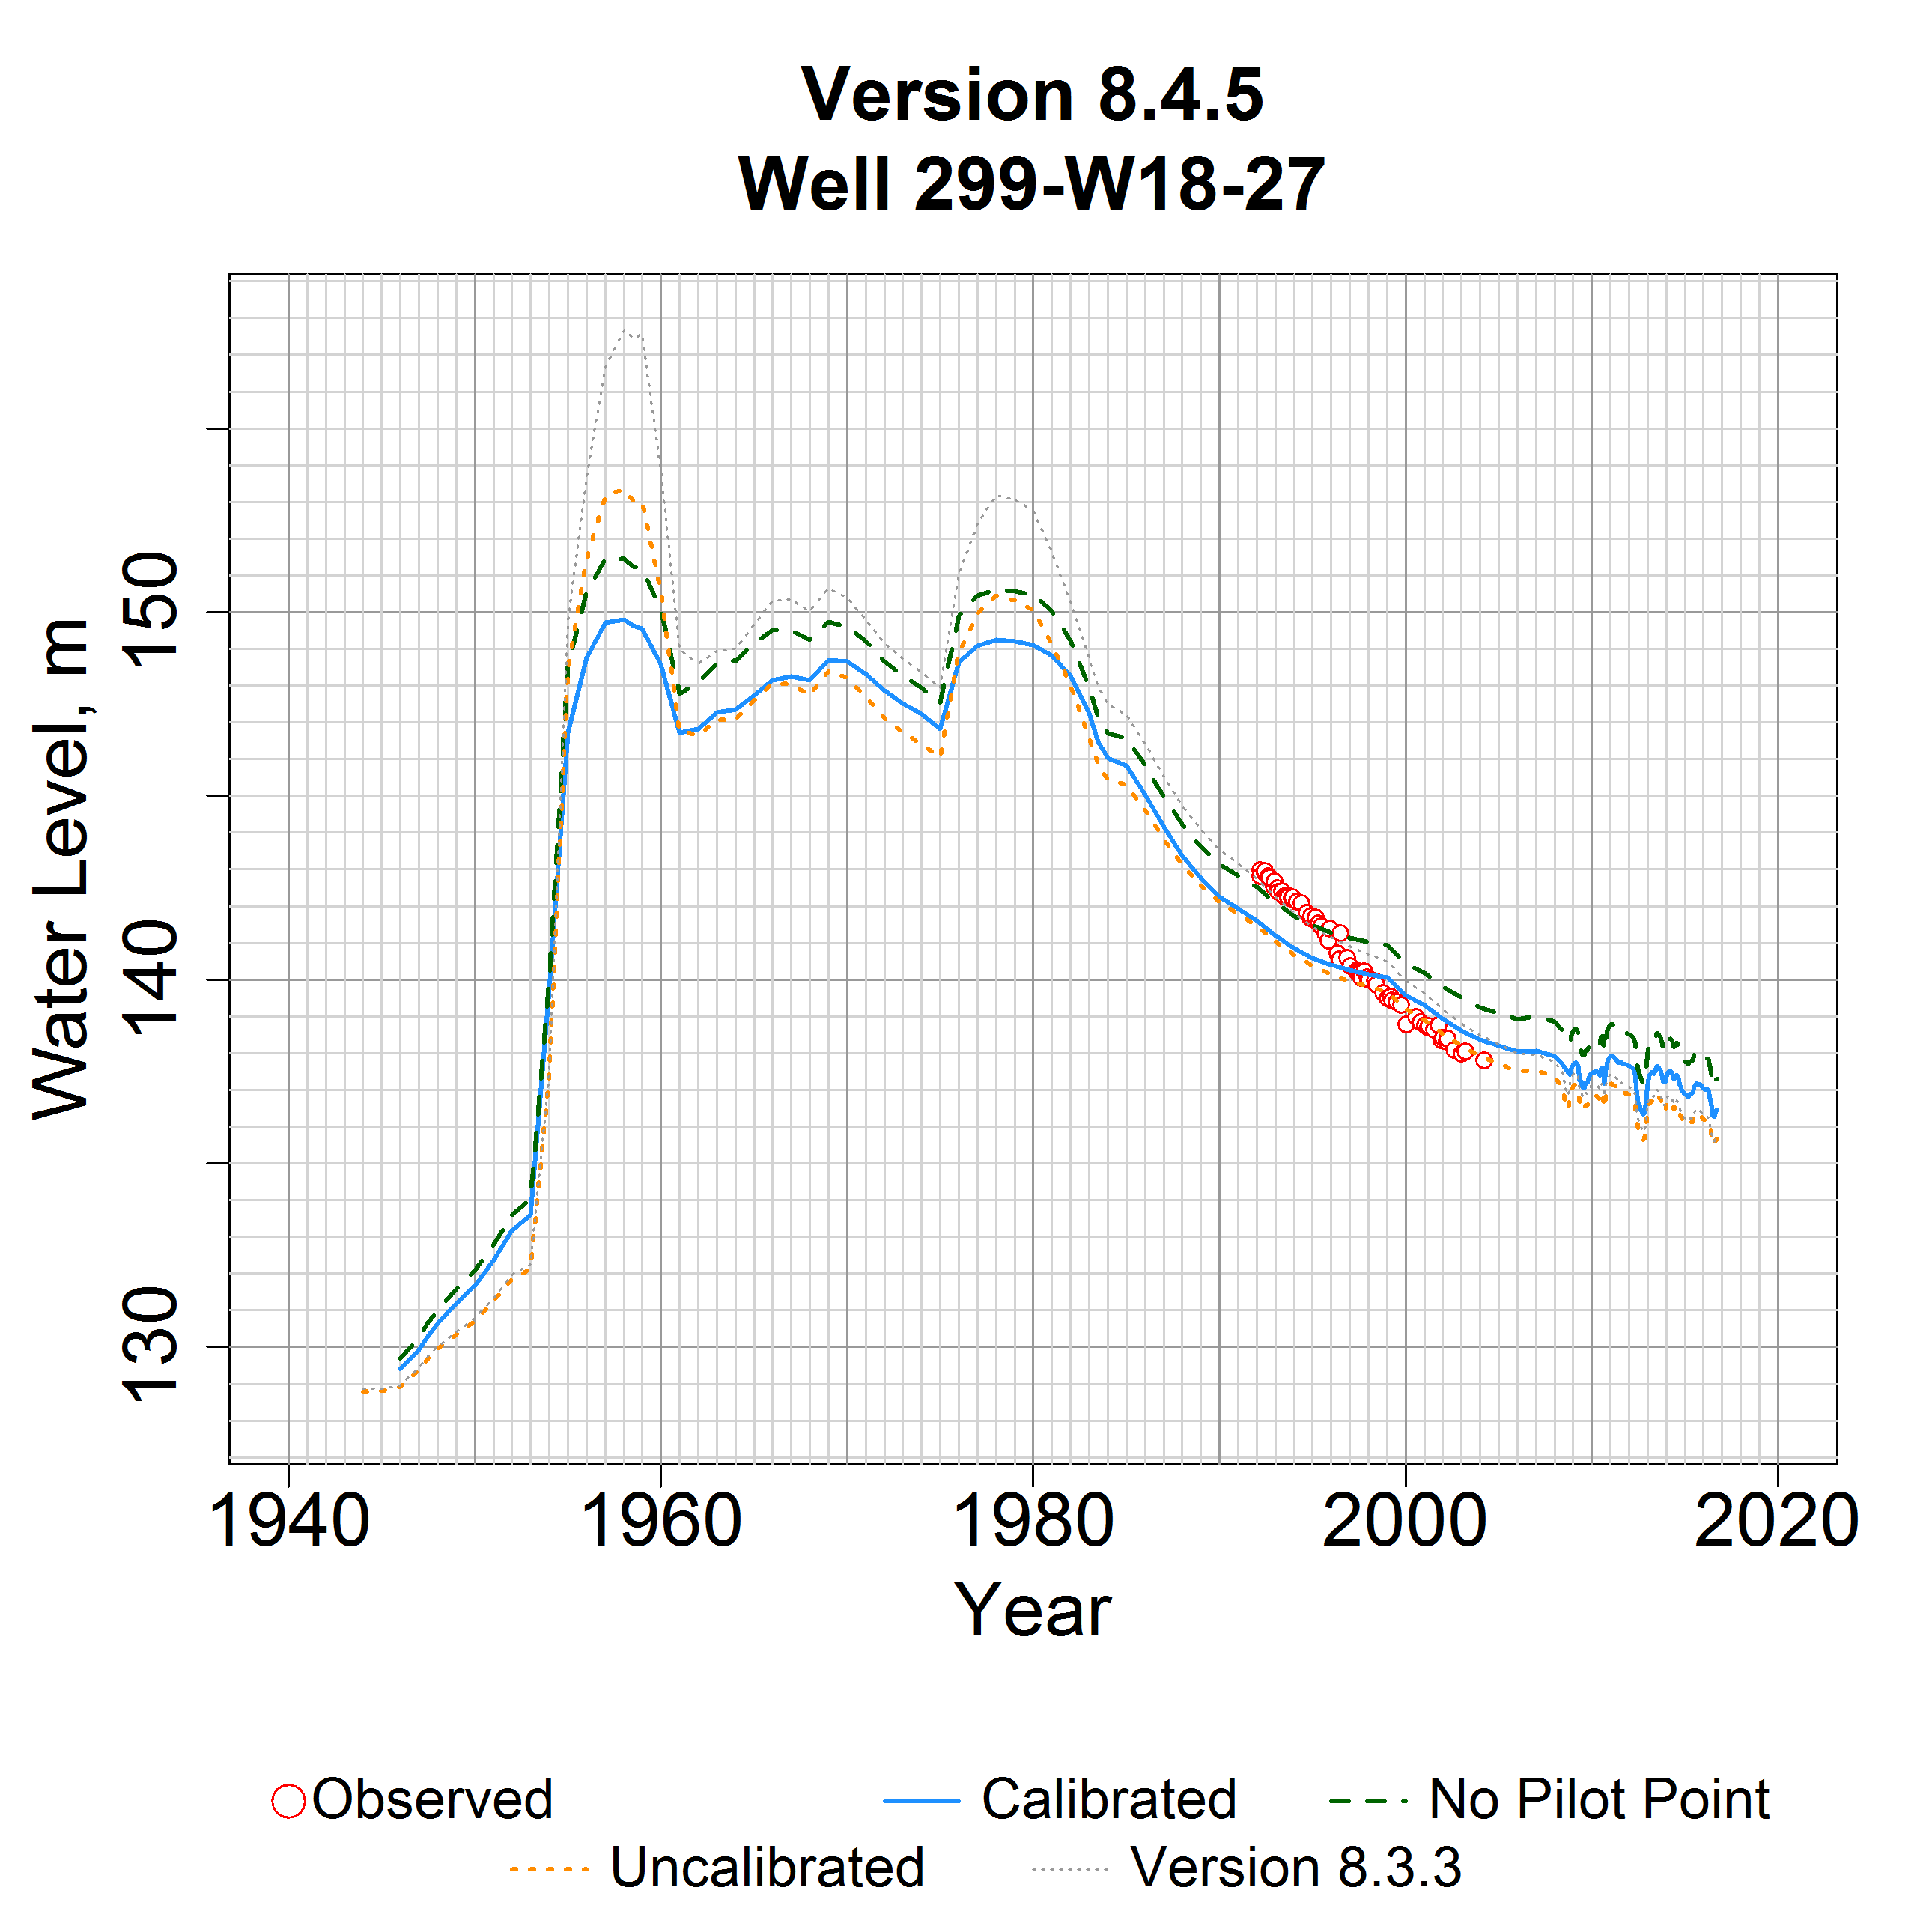 Version 8.4.5
Well 299-W18-27
Water Level, m
150
140
130
1940 1960 1980 2000 2020
Year
Observed Calibrated No Pilot Point
Uncalibrated Version 8.3.3